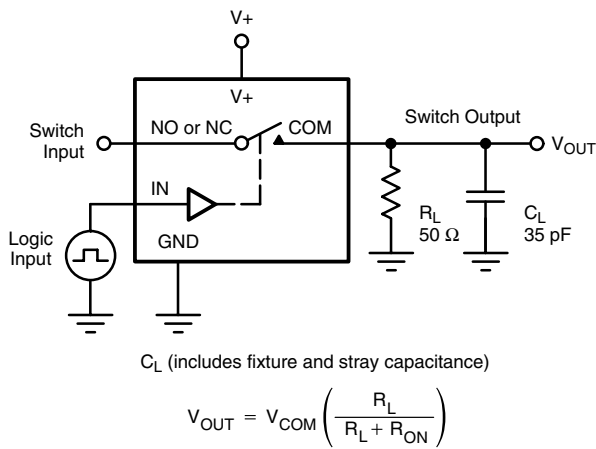 V+
V+
Switch Output
Switch
Input
NO or NC
COM
V_OUT
IN
R_L
50 Ω
C_L
35 pF
Logic
Input
GND
C_L (includes fixture and stray capacitance)
V_OUT = V_COM ( R_L / R_L + R_ON )